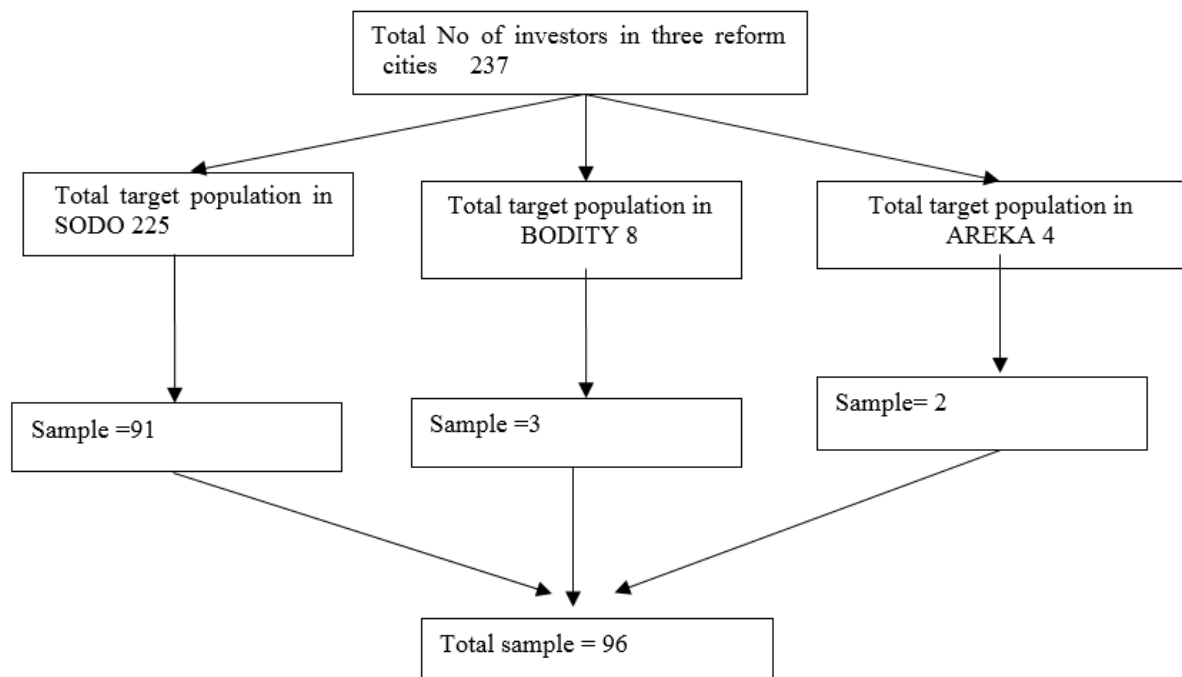 Total No of investors in three reform
cities 237
Total target population in
SODO 225
Total target population in
BODITY 8
Total target population in
AREKA 4
Sample =91
Sample =3
Sample= 2
Total sample = 96